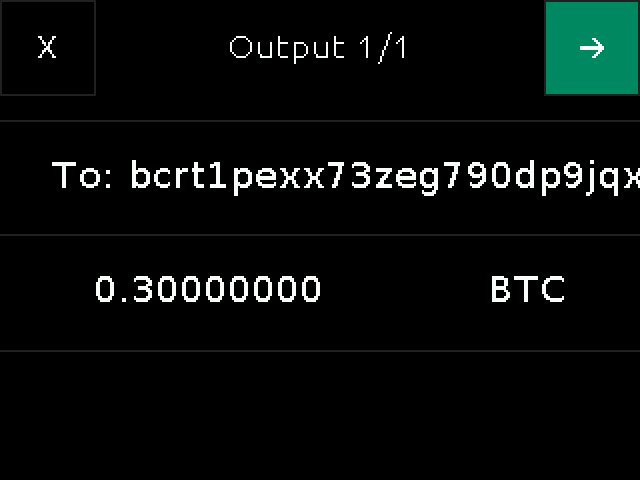 X Output 1/1 →
To: bcrt1pexx73zeg790dp9jqx
0.30000000 BTC